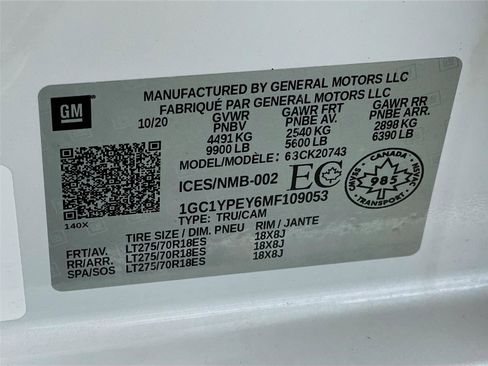 GM
MANUFACTURED BY GENERAL MOTORS LLC
FABRIQUÉ PAR GENERAL MOTORS LLC
10/20 GVWR GAWR FRT GAWR RR
PNBV PNBE AV. PNBE ARR.
4491 KG 2540 KG 2898 KG
9900 LB 5600 LB 6390 LB
MODEL/MODÈLE: 63CK20743
ICES/NMB-002 EC
CANADA
985
TRANSPORT
1GC1YPEY6MF109053
TYPE: TRU/CAM
140X
TIRE SIZE / DIM. PNEU RIM / JANTE
FRT/AV. LT275/70R18ES 18X8J
RR/ARR. LT275/70R18ES 18X8J
SPA/SOS LT275/70R18ES 18X8J